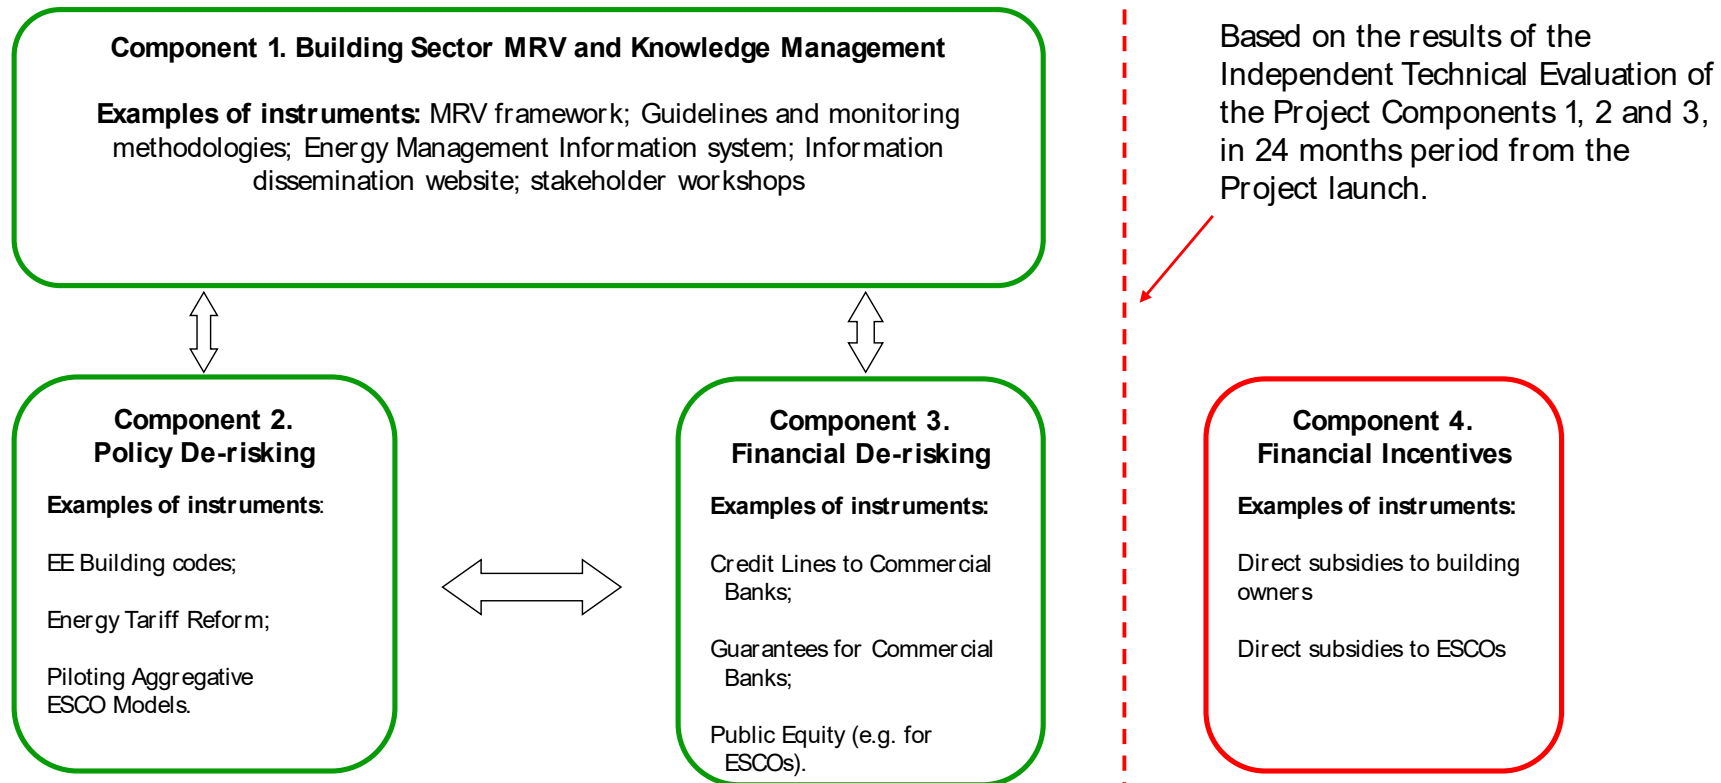 Component 1. Building Sector MRV and Knowledge Management
Examples of instruments: MRV framework; Guidelines and monitoring
methodologies; Energy Management Information system; Information
dissemination website; stakeholder workshops
Based on the results of the
Independent Technical Evaluation of
the Project Components 1, 2 and 3,
in 24 months period from the
Project launch.
Component 2.
Policy De-risking
Examples of instruments:
EE Building codes;
Energy Tariff Reform;
Piloting Aggregative
ESCO Models.
Component 3.
Financial De-risking
Examples of instruments:
Credit Lines to Commercial
Banks;
Guarantees for Commercial
Banks;
Public Equity (e.g. for
ESCOs).
Component 4.
Financial Incentives
Examples of instruments:
Direct subsidies to building
owners
Direct subsidies to ESCOs